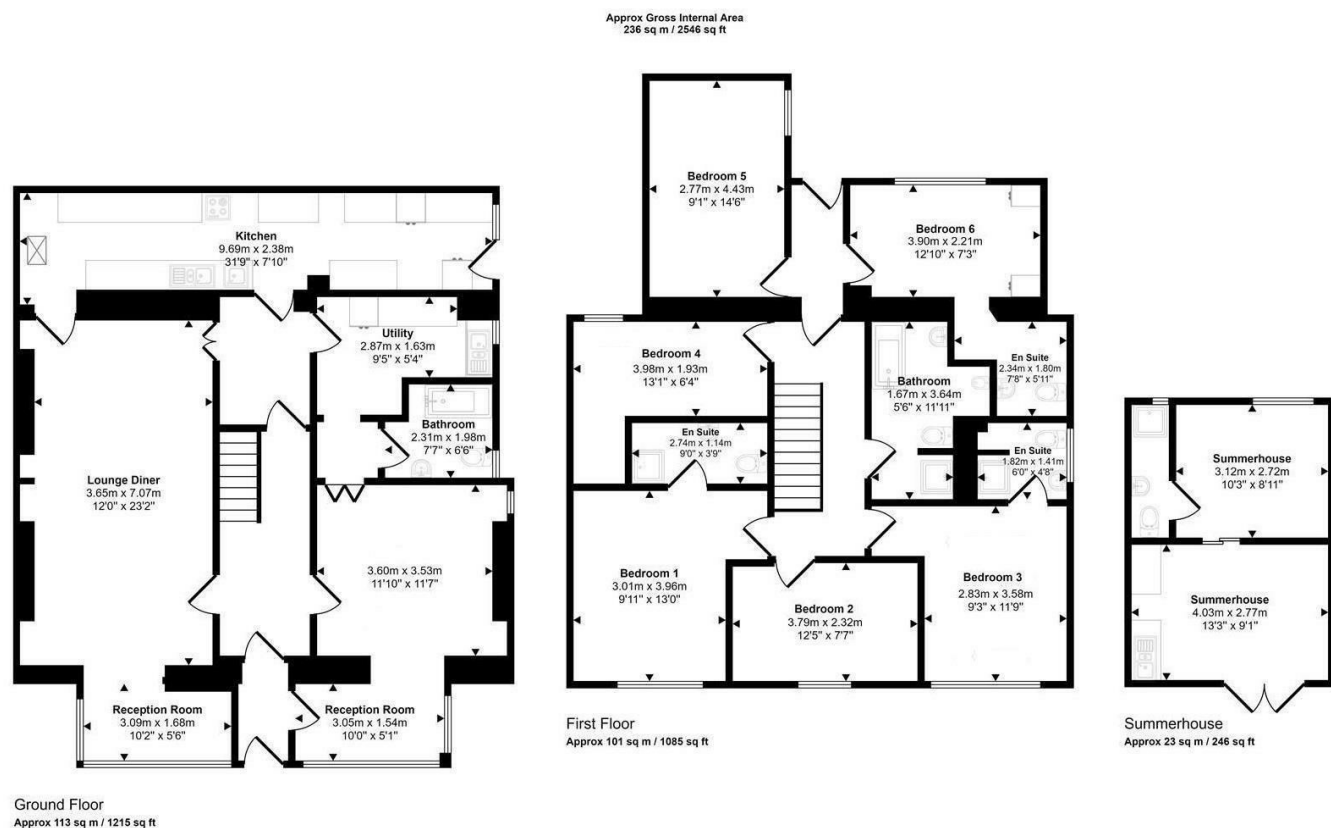 Approx Gross Internal Area
236 sq m / 2546 sq ft
Kitchen
9.69m x 2.38m
31'9" x 7'10"
Utility
2.87m x 1.63m
9'5" x 5'4"
Bathroom
2.31m x 1.98m
7'7" x 6'6"
Lounge Diner
3.65m x 7.07m
12'0" x 23'2"
3.60m x 3.53m
11'10" x 11'7"
Reception Room
3.09m x 1.68m
10'2" x 5'6"
Reception Room
3.05m x 1.54m
10'0" x 5'1"
Ground Floor
Approx 113 sq m / 1215 sq ft
Bedroom 5
2.77m x 4.43m
9'1" x 14'6"
Bedroom 6
3.90m x 2.21m
12'10" x 7'3"
Bedroom 4
3.98m x 1.93m
13'1" x 6'4"
En Suite
2.34m x 1.80m
7'8" x 5'11"
Bathroom
1.67m x 3.64m
5'6" x 11'11"
En Suite
2.74m x 1.14m
9'0" x 3'9"
En Suite
1.82m x 1.41m
6'0" x 4'8"
Bedroom 1
3.01m x 3.96m
9'11" x 13'0"
Bedroom 2
3.79m x 2.32m
12'5" x 7'7"
Bedroom 3
2.83m x 3.58m
9'3" x 11'9"
First Floor
Approx 101 sq m / 1085 sq ft
Summerhouse
3.12m x 2.72m
10'3" x 8'11"
Summerhouse
4.03m x 2.77m
13'3" x 9'1"
Summerhouse
Approx 23 sq m / 246 sq ft